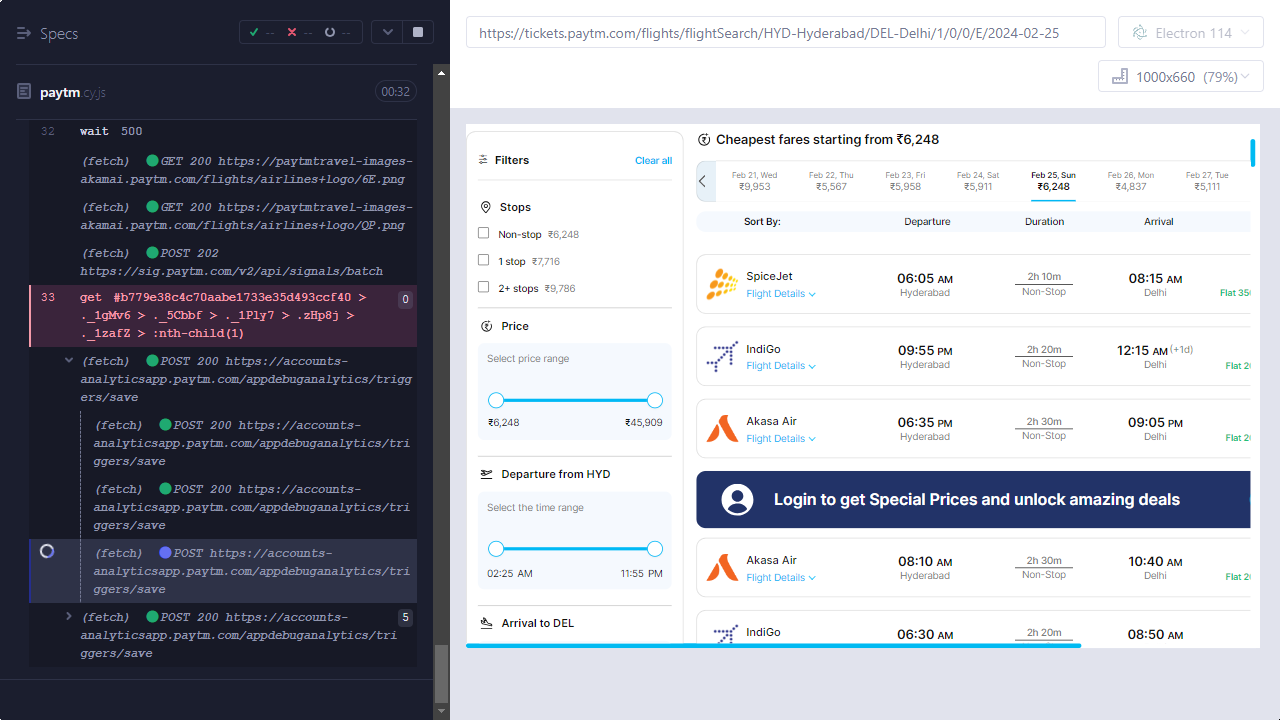 Specs
-- -- --
paytm.cy.js
00:32
32 wait 500
(fetch) GET 200 https://paytmtravel-images-
akamai.paytm.com/flights/airlines+logo/6E.png
(fetch) GET 200 https://paytmtravel-images-
akamai.paytm.com/flights/airlines+logo/QP.png
(fetch) POST 202
https://sig.paytm.com/v2/api/signals/batch
33 get #b779e38c4c70aabe1733e35d493ccf40 > 0
._1gMv6 > ._5Cbbf > ._1Ply7 > .zHp8j >
._1zafZ > :nth-child(1)
(fetch) POST 200 https://accounts-
analyticsapp.paytm.com/appdebuganalytics/trigg
ers/save
(fetch) POST 200 https://accounts-
analyticsapp.paytm.com/appdebuganalytics/tri
ggers/save
(fetch) POST 200 https://accounts-
analyticsapp.paytm.com/appdebuganalytics/tri
ggers/save
(fetch) POST https://accounts-
analyticsapp.paytm.com/appdebuganalytics/tri
ggers/save
(fetch) POST 200 https://accounts- 5
analyticsapp.paytm.com/appdebuganalytics/tri
ggers/save
https://tickets.paytm.com/flights/flightSearch/HYD-Hyderabad/DEL-Delhi/1/0/0/E/2024-02-25
Electron 114
1000x660 (79%)
Filters
Clear all
Stops
Non-stop ₹6,248
1 stop ₹7,716
2+ stops ₹9,786
Price
Select price range
₹6,248 ₹45,909
Departure from HYD
Select the time range
02:25 AM 11:55 PM
Arrival to DEL
Cheapest fares starting from ₹6,248
Feb 21, Wed Feb 22, Thu Feb 23, Fri Feb 24, Sat Feb 25, Sun Feb 26, Mon Feb 27, Tue
₹9,953 ₹5,567 ₹5,958 ₹5,911 ₹6,248 ₹4,837 ₹5,111
Sort By: Departure Duration Arrival
SpiceJet 06:05 AM 2h 10m 08:15 AM
Flight Details Hyderabad Non-Stop Delhi Flat 35
IndiGo 09:55 PM 2h 20m 12:15 AM (+1d)
Flight Details Hyderabad Non-Stop Delhi Flat 2
Akasa Air 06:35 PM 2h 30m 09:05 PM
Flight Details Hyderabad Non-Stop Delhi Flat 2
Login to get Special Prices and unlock amazing deals
Akasa Air 08:10 AM 2h 30m 10:40 AM
Flight Details Hyderabad Non-Stop Delhi Flat 2
IndiGo 06:30 AM 2h 20m 08:50 AM